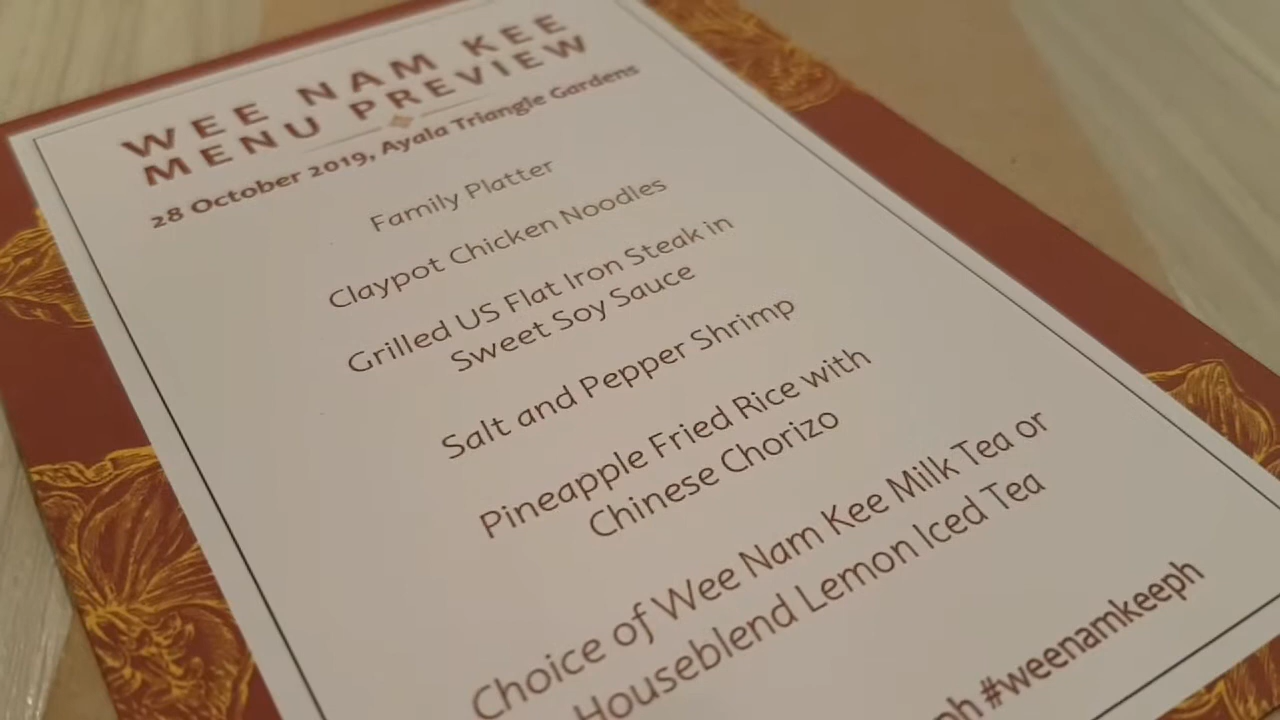 WEE NAM KEE
MENU PREVIEW
28 October 2019, Ayala Triangle Gardens
Family Platter
Claypot Chicken Noodles
Grilled US Flat Iron Steak in
Sweet Soy Sauce
Salt and Pepper Shrimp
Pineapple Fried Rice with
Chinese Chorizo
Choice of Wee Nam Kee Milk Tea or
Houseblend Lemon Iced Tea
#weenamkeeph